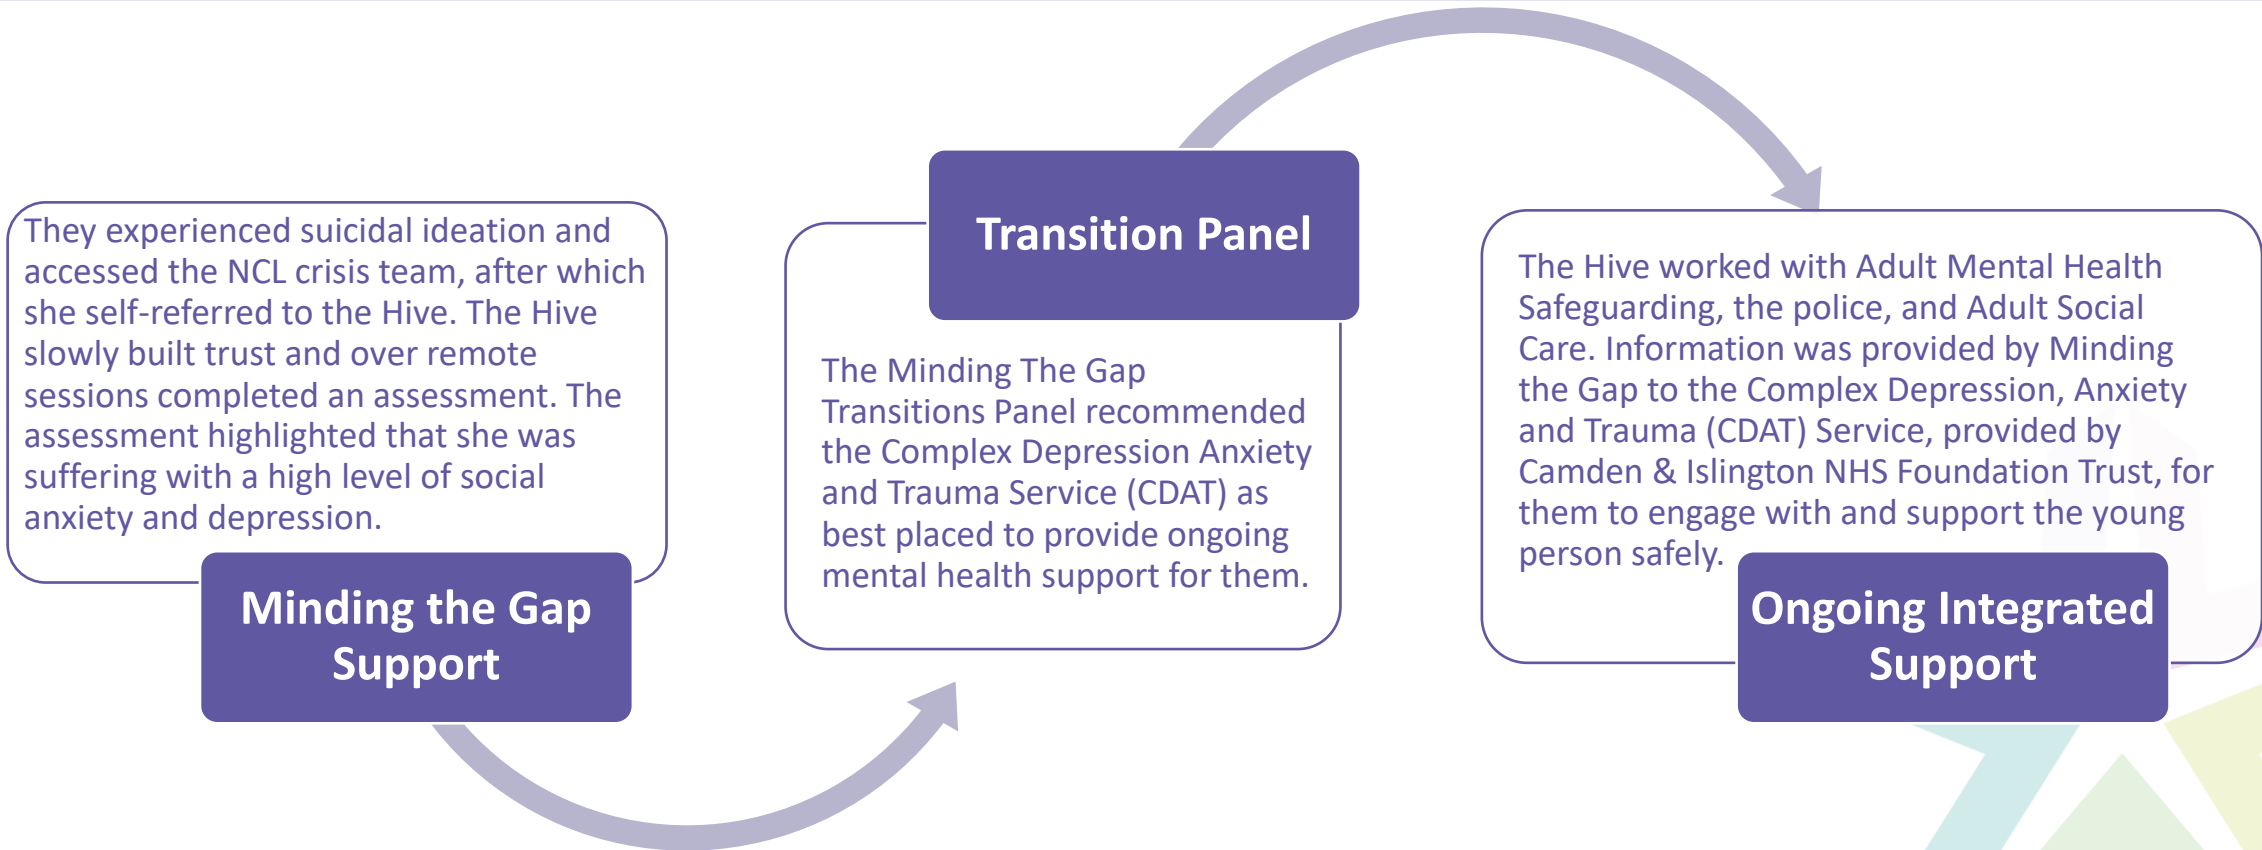 They experienced suicidal ideation and
accessed the NCL crisis team, after which
she self-referred to the Hive. The Hive
slowly built trust and over remote
sessions completed an assessment. The
assessment highlighted that she was
suffering with a high level of social
anxiety and depression.
Minding the Gap
Support
Transition Panel
The Minding The Gap
Transitions Panel recommended
the Complex Depression Anxiety
and Trauma Service (CDAT) as
best placed to provide ongoing
mental health support for them.
The Hive worked with Adult Mental Health
Safeguarding, the police, and Adult Social
Care. Information was provided by Minding
the Gap to the Complex Depression, Anxiety
and Trauma (CDAT) Service, provided by
Camden & Islington NHS Foundation Trust, for
them to engage with and support the young
person safely.
Ongoing Integrated
Support